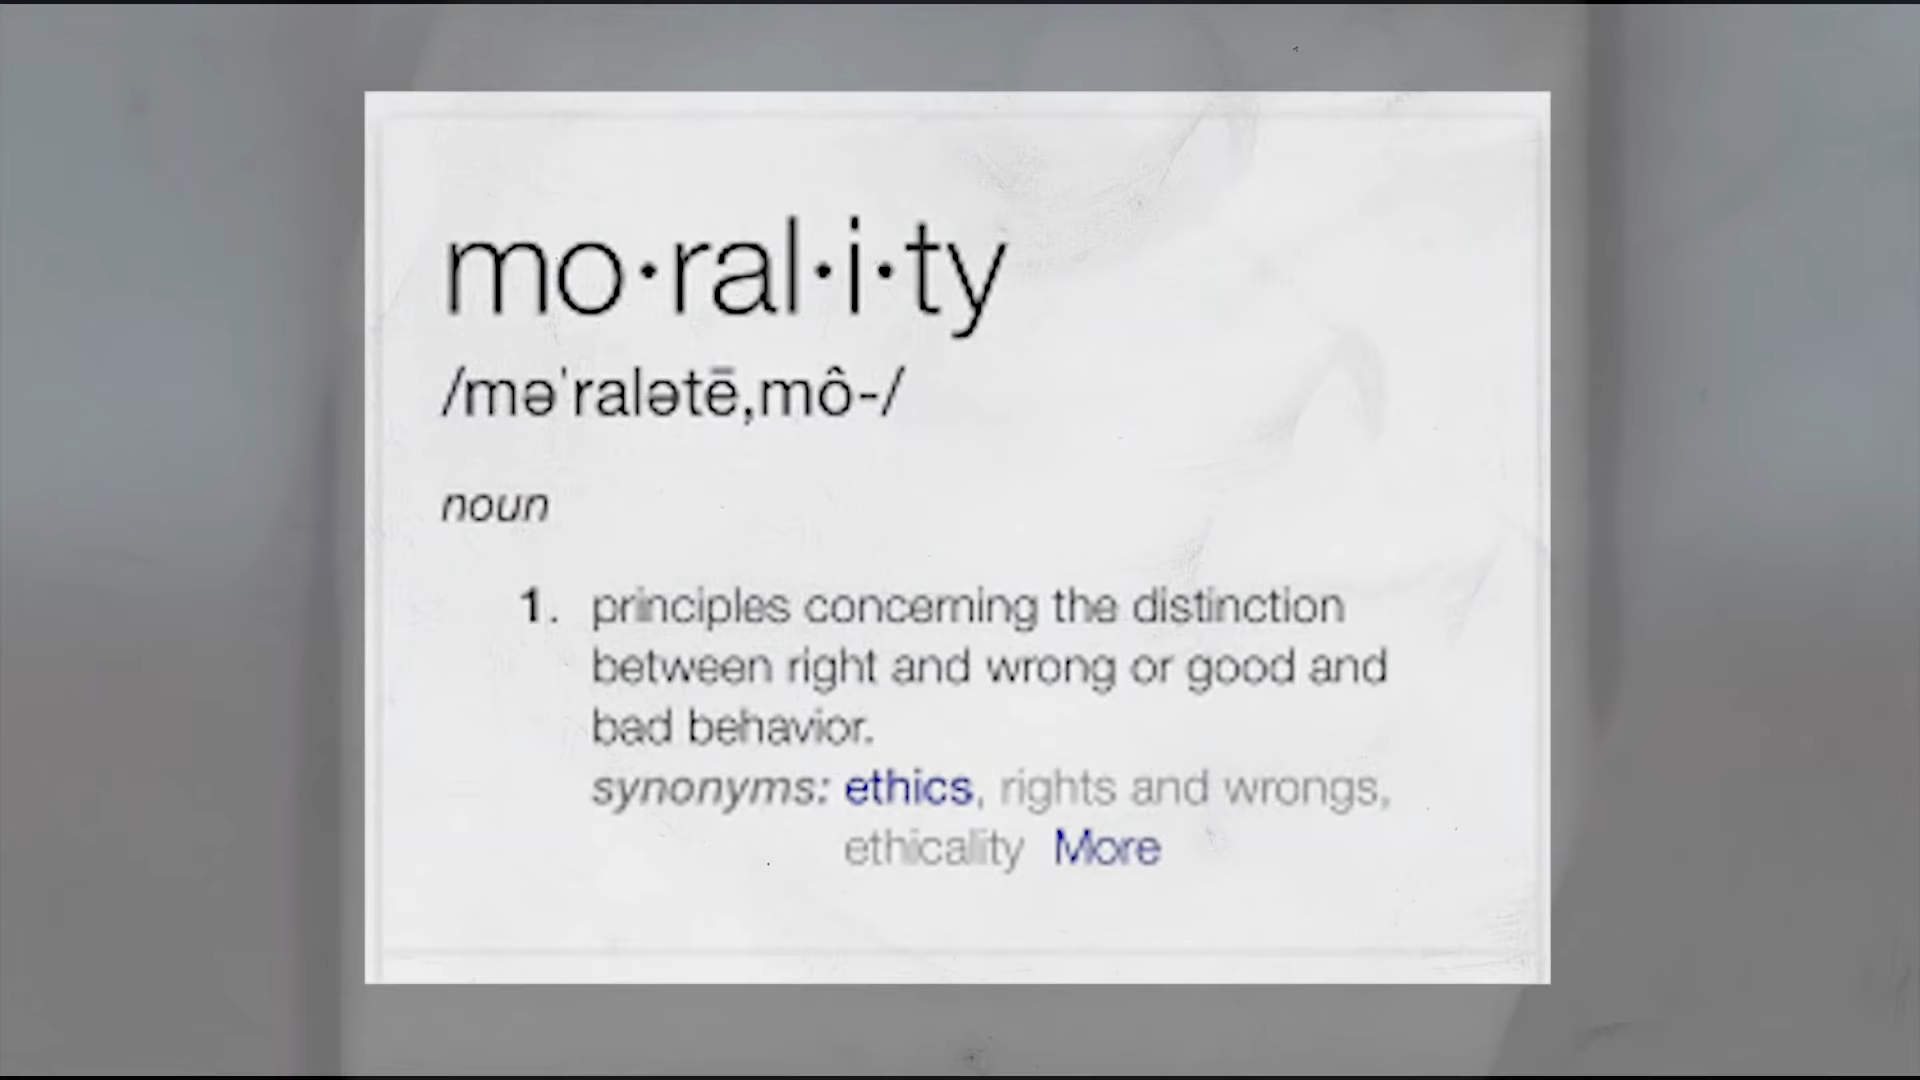 mo·ral·i·ty
/məˈralətē,mô-/
noun
1. principles concerning the distinction
between right and wrong or good and
bad behavior.
synonyms: ethics, rights and wrongs,
ethicality More